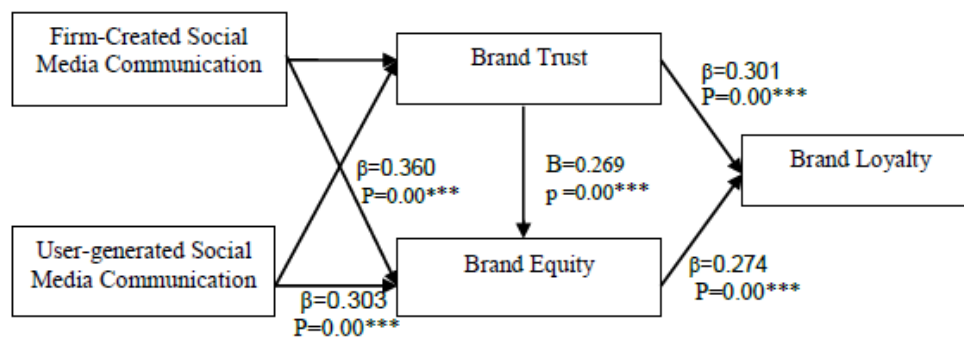 Firm-Created Social
Media Communication
Brand Trust
β=0.301
P=0.00***
Brand Loyalty
β=0.360
P=0.00***
B=0.269
p=0.00***
User-generated Social
Media Communication
Brand Equity
β=0.274
P=0.00***
β=0.303
P=0.00***